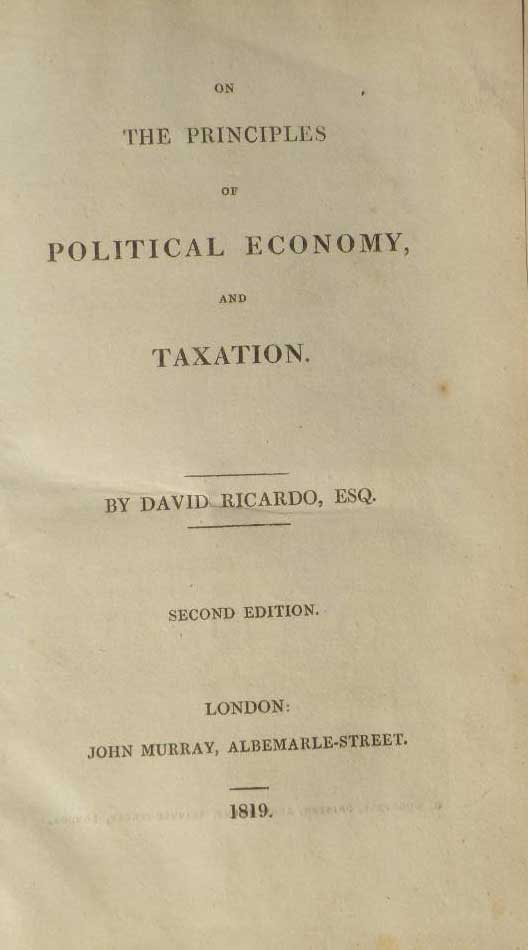 ON
THE PRINCIPLES
OF
POLITICAL ECONOMY,
AND
TAXATION.
BY DAVID RICARDO, ESQ.
SECOND EDITION.
LONDON:
JOHN MURRAY, ALBEMARLE-STREET.
1819.